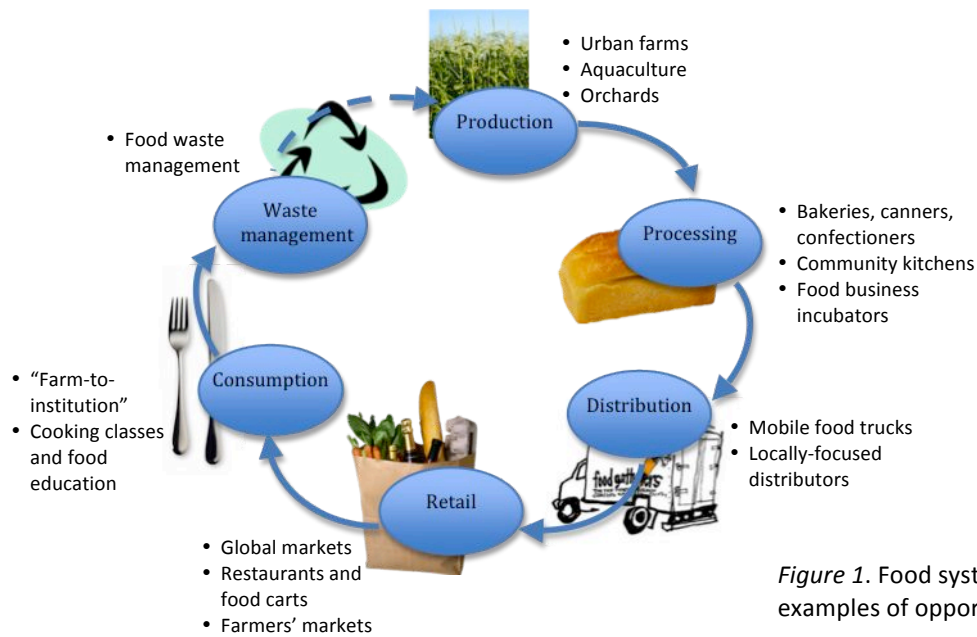 • Urban farms
• Aquaculture
• Orchards
Production
• Food waste
management
Waste
management
Processing
• Bakeries, canners,
confectioners
• Community kitchens
• Food business
incubators
Consumption
• “Farm-to-
institution”
• Cooking classes
and food
education
Distribution
• Mobile food trucks
• Locally-focused
distributors
food gatherers
Retail
• Global markets
• Restaurants and
food carts
• Farmers’ markets
Figure 1. Food syst
examples of oppor